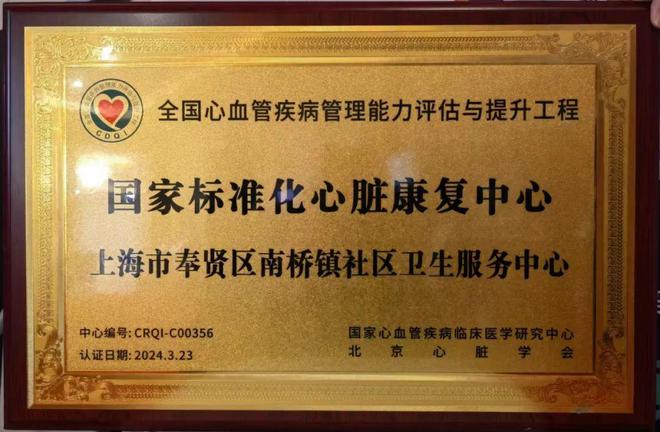 CDQI
全国心血管疾病管理能力评估与提升工程
国家标准化心脏康复中心
上海市奉贤区南桥镇社区卫生服务中心
中心编号: CRQI-C00356
认证日期: 2024.3.23
国家心血管疾病临床医学研究中心
北京心脏学会